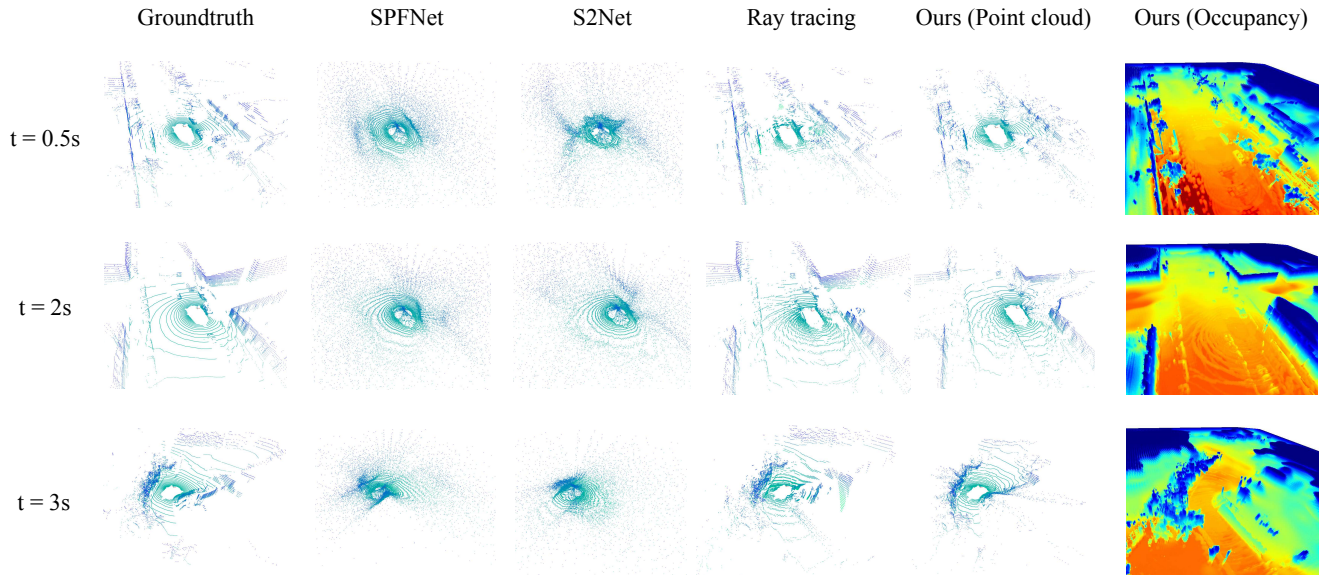 Groundtruth SPFNet S2Net Ray tracing Ours (Point cloud) Ours (Occupancy)
t = 0.5s
t = 2s
t = 3s